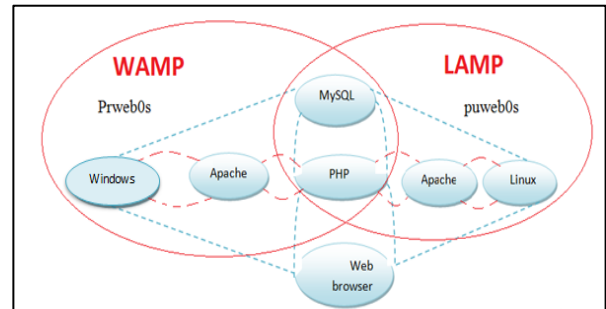 WAMP
LAMP
Prweb0s
MySQL
puweb0s
Windows
Apache
PHP
Apache
Linux
Web
browser